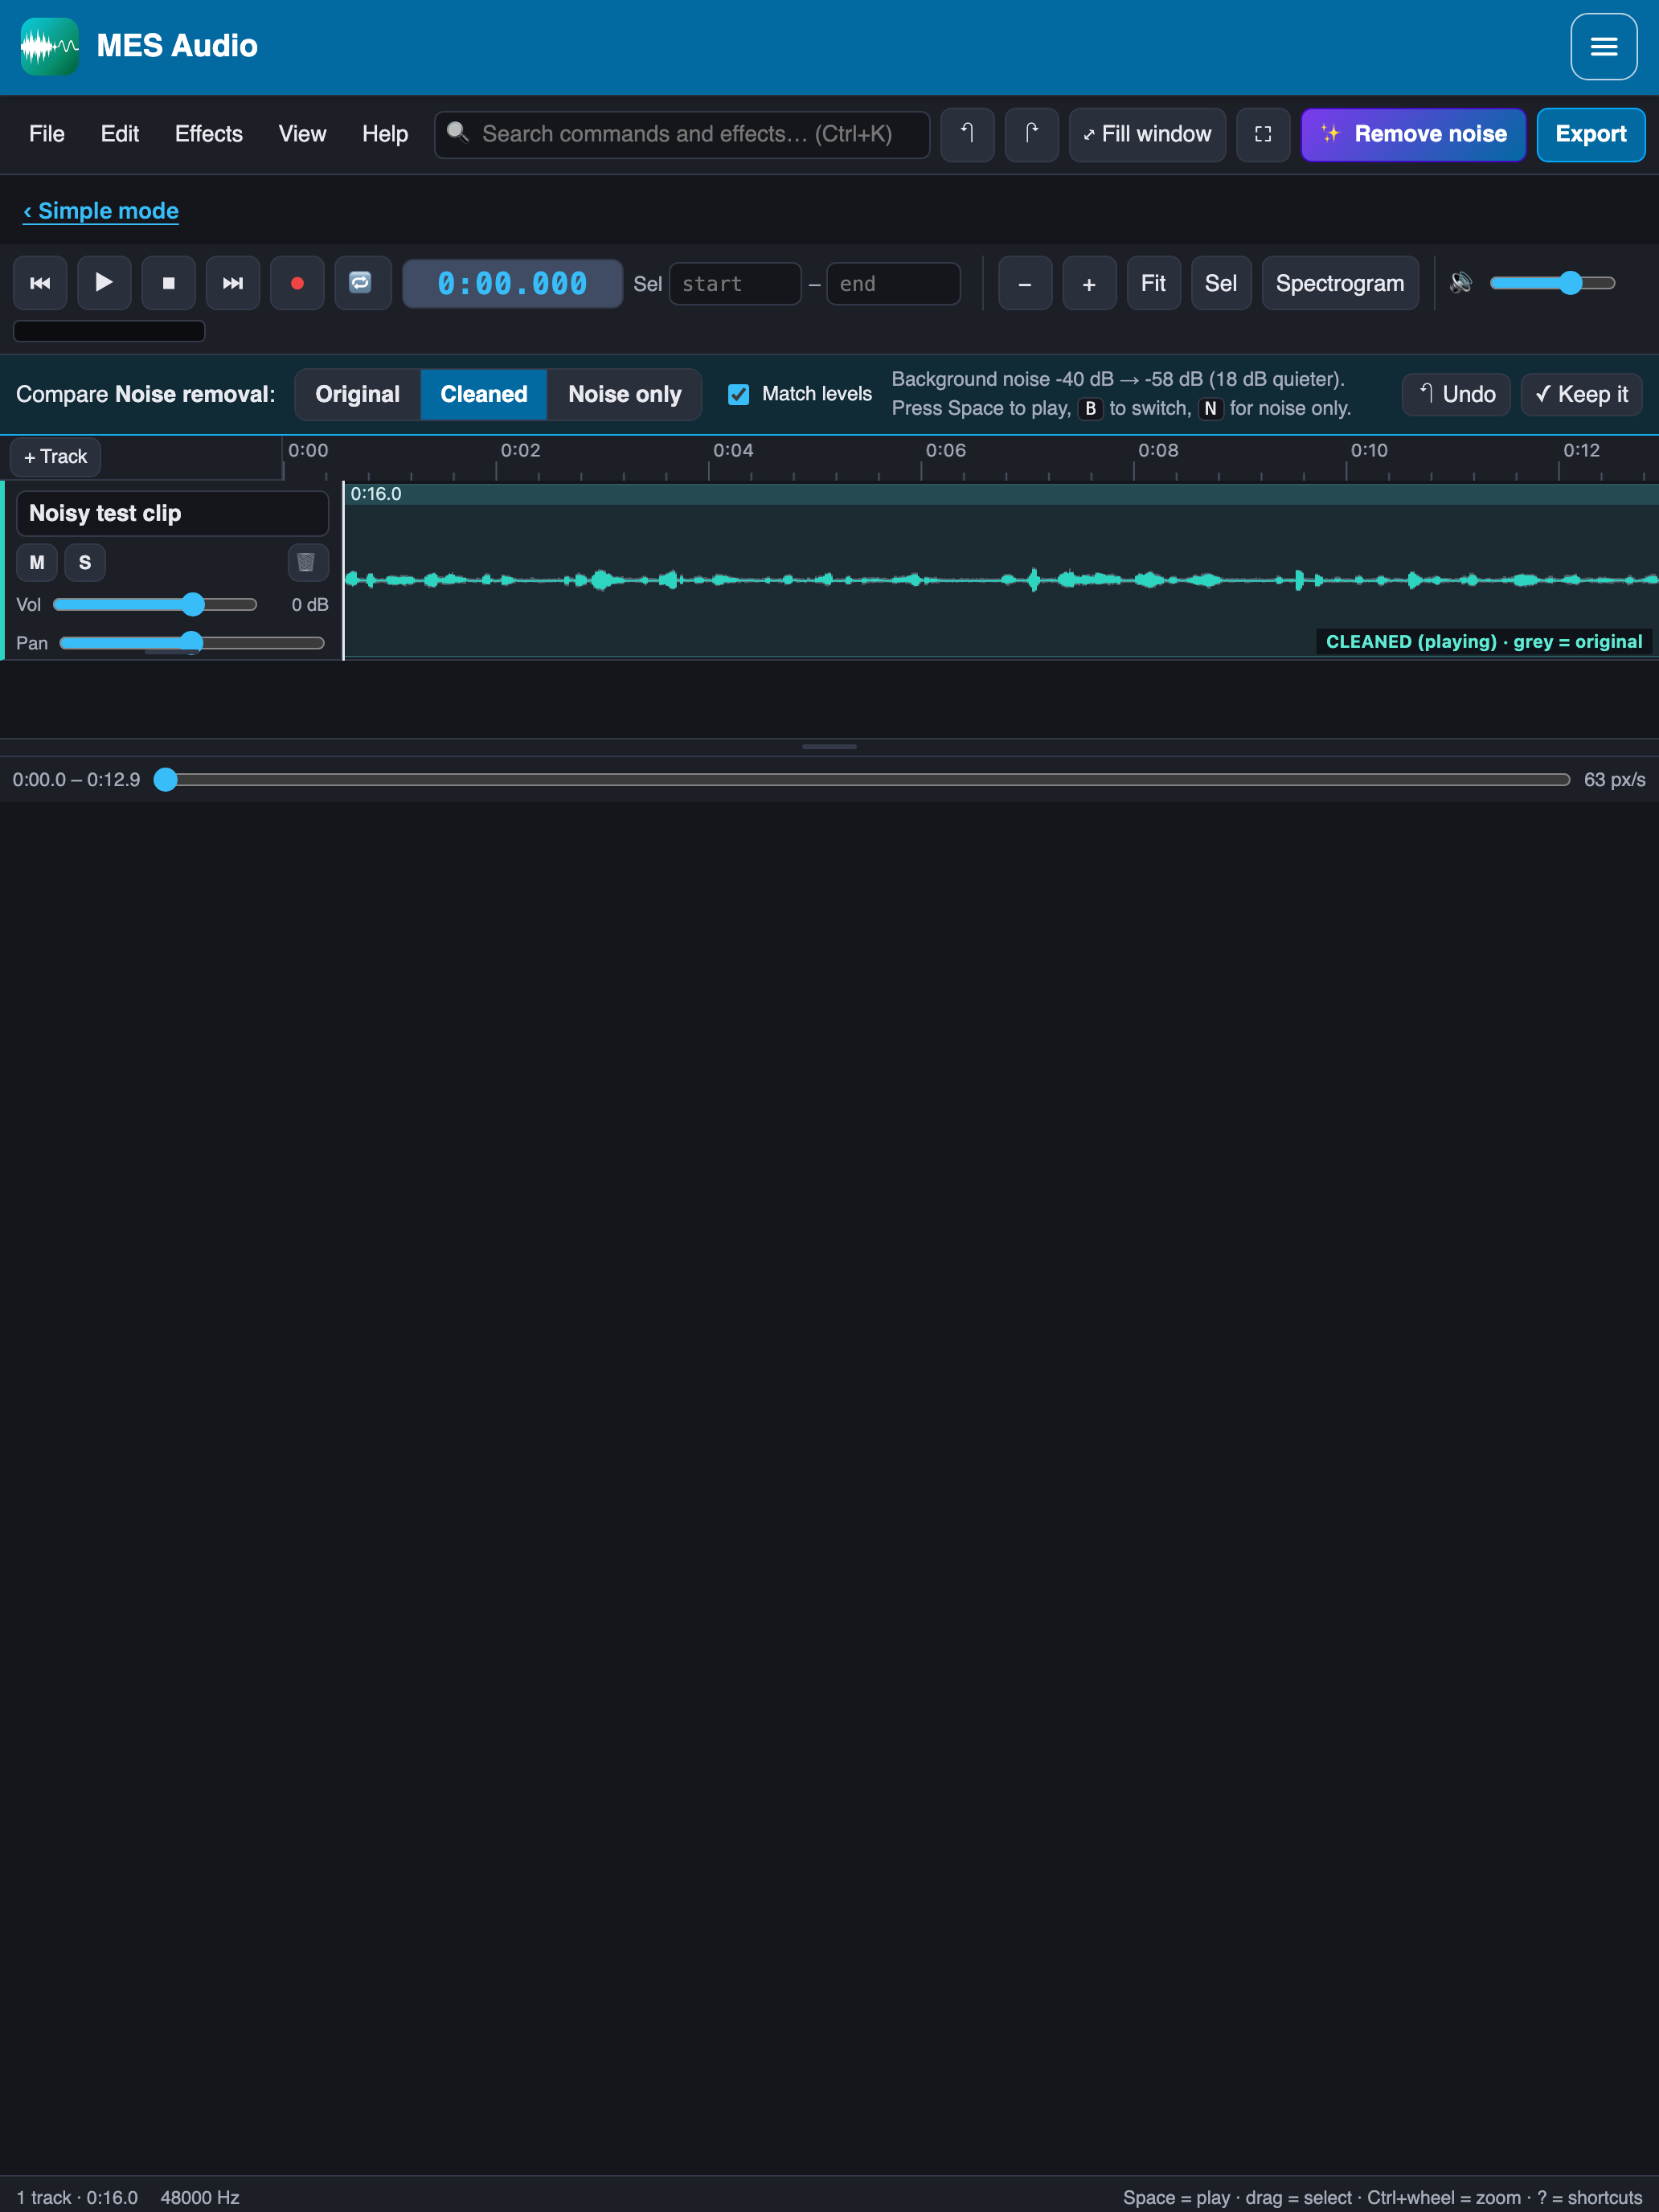 MES Audio
File Edit Effects View Help Search commands and effects… (Ctrl+K) Fill window Remove noise Export
‹ Simple mode
0:00.000 Sel start – end − + Fit Sel Spectrogram
Compare Noise removal: Original Cleaned Noise only Match levels
Background noise -40 dB → -58 dB (18 dB quieter).
Press Space to play, B to switch, N for noise only.
Undo ✓ Keep it
+ Track 0:00 0:02 0:04 0:06 0:08 0:10 0:12
0:16.0
Noisy test clip
M S
Vol 0 dB
Pan
CLEANED (playing) · grey = original
0:00.0 – 0:12.9 63 px/s
1 track · 0:16.0 48000 Hz Space = play · drag = select · Ctrl+wheel = zoom · ? = shortcuts